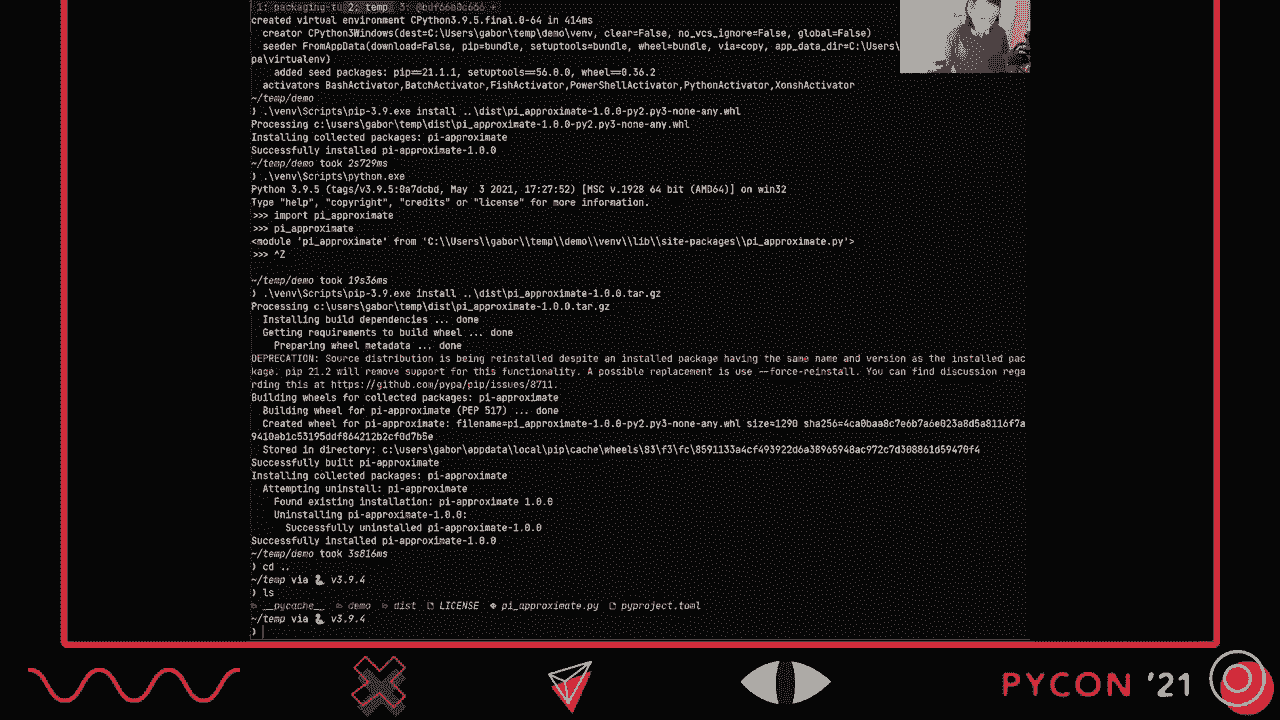 1: packaging-tu 2: temp 3:
created virtual environment CPython3.9.5.final.0-64 in 414ms
creator CPython3Windows(dest=C:\Users\gabor\temp\demo\venv, clear=False, no_vcs_ignore=False, global=False)
seeder FromAppData(download=False, pip=bundle, setuptools=bundle, wheel=bundle, via=copy, app_data_dir=C:\Users\
pa\virtualenv)
added seed packages: pip==21.1.1, setuptools==56.0.0, wheel==0.36.2
activators BashActivator,BatchActivator,FishActivator,PowerShellActivator,PythonActivator,XonshActivator
~/temp/demo
) .\venv\Scripts\pip-3.9.exe install ..\dist\pi_approximate-1.0.0-py2.py3-none-any.whl
Processing c:\users\gabor\temp\dist\pi_approximate-1.0.0-py2.py3-none-any.whl
Installing collected packages: pi-approximate
Successfully installed pi-approximate-1.0.0
~/temp/demo took 2s729ms
) .\venv\Scripts\python.exe
Python 3.9.5 (tags/v3.9.5:0a7dcbd, May  3 2021, 17:27:52) [MSC v.1928 64 bit (AMD64)] on win32
Type "help", "copyright", "credits" or "license" for more information.
>>> import pi_approximate
>>> pi_approximate
<module 'pi_approximate' from 'C:\\Users\\gabor\\temp\\demo\\venv\\lib\\site-packages\\pi_approximate.py'>
>>> ^Z
~/temp/demo took 19s36ms
) .\venv\Scripts\pip-3.9.exe install ..\dist\pi_approximate-1.0.0.tar.gz
Processing c:\users\gabor\temp\dist\pi_approximate-1.0.0.tar.gz
Installing build dependencies ... done
Getting requirements to build wheel ... done
Preparing wheel metadata ... done
DEPRECATION: Source distribution is being reinstalled despite an installed package having the same name and version as the installed pac
kage. pip 21.2 will remove support for this functionality. A possible replacement is use --force-reinstall. You can find discussion rega
rding this at https://github.com/pypa/pip/issues/8711.
Building wheels for collected packages: pi-approximate
Building wheel for pi-approximate (PEP 517) ... done
Created wheel for pi-approximate: filename=pi_approximate-1.0.0-py2.py3-none-any.whl size=1290 sha256=4ca0baa8c7e6b7a6e023a8d5a8116f7a
9410ab1c53195ddf864212b2cf0d7b5e
Stored in directory: c:\users\gabor\appdata\local\pip\cache\wheels\83\f3\fc\8591133a4cf493922d6a38965948ac972c7d308861d59470f4
Successfully built pi-approximate
Installing collected packages: pi-approximate
Attempting uninstall: pi-approximate
Found existing installation: pi-approximate 1.0.0
Uninstalling pi-approximate-1.0.0:
Successfully uninstalled pi-approximate-1.0.0
Successfully installed pi-approximate-1.0.0
~/temp/demo took 3s816ms
) cd ..
~/temp via v3.9.4
) ls
__pycache__ demo dist LICENSE pi_approximate.py pyproject.toml
~/temp via v3.9.4
)
PYCON '21